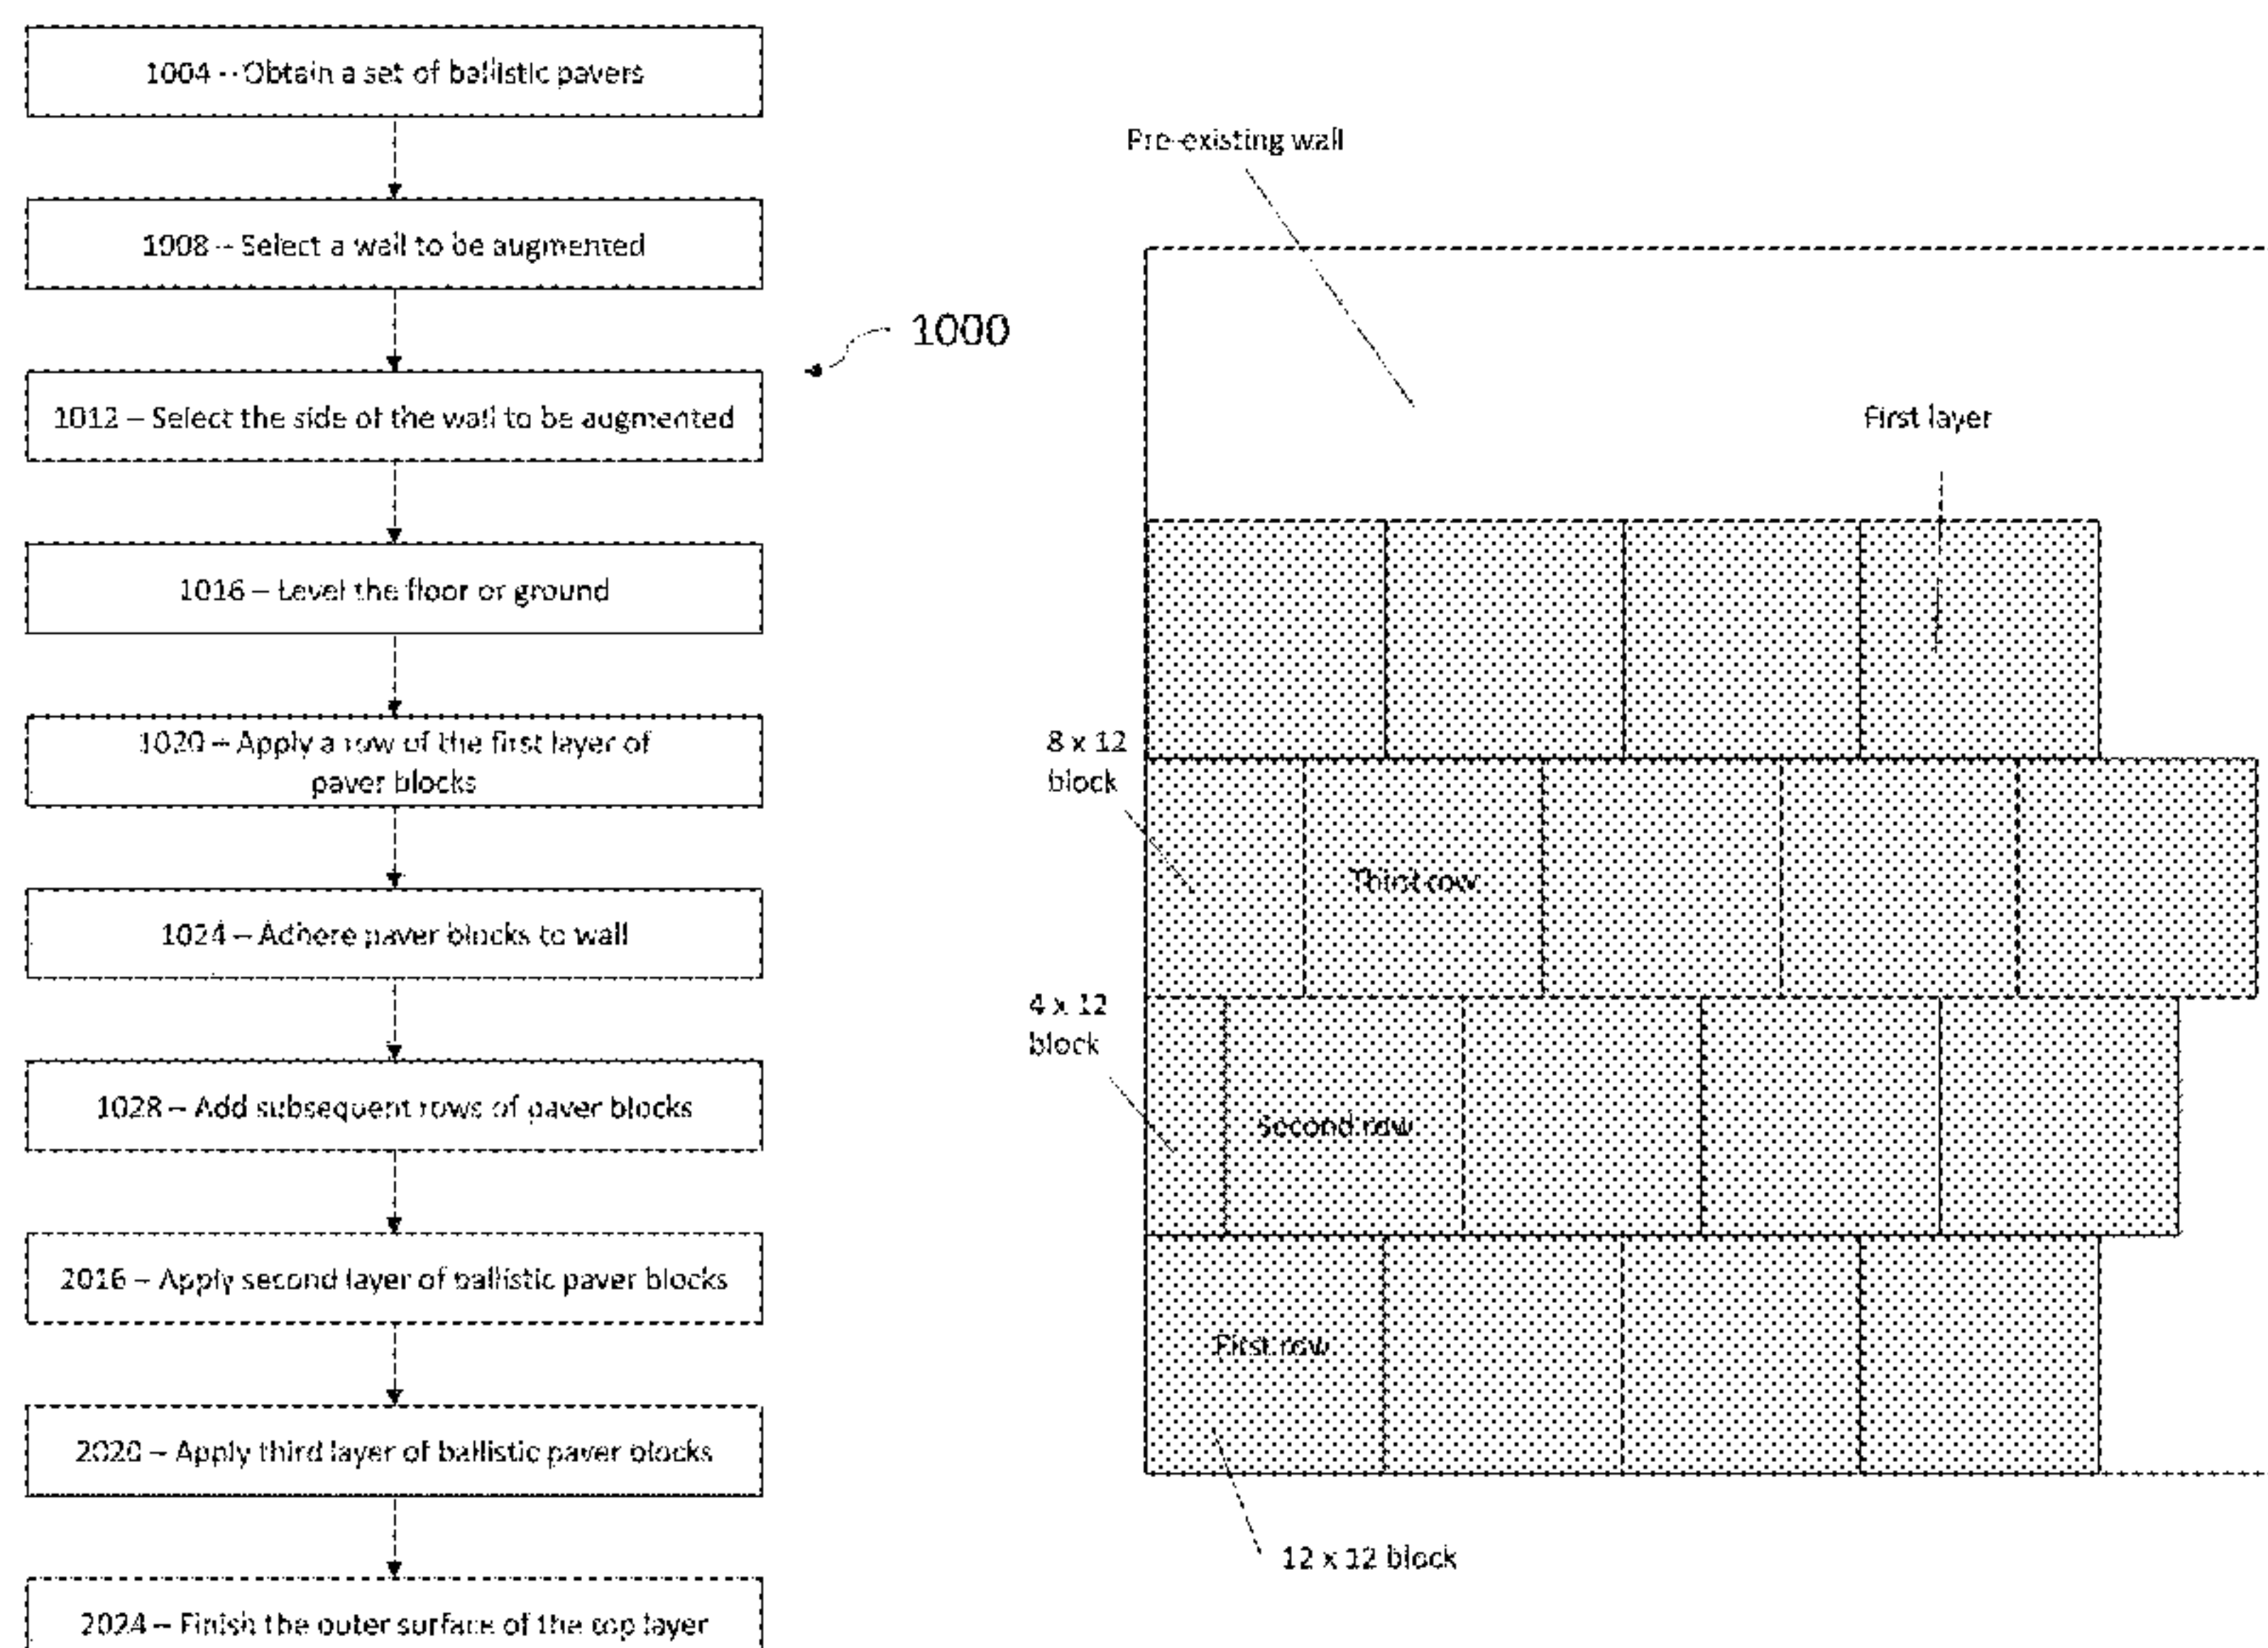 1004 -- Obtain a set of ballistic pavers
1008 -- Select a wall to be augmented
1012 – Select the side of the wall to be augmented
1016 – Level the floor or ground
1020 – Apply a row of the first layer of
paver blocks
1024 – Adhere paver blocks to wall
1028 – Add subsequent rows of paver blocks
2016 – Apply second layer of ballistic paver blocks
2020 – Apply third layer of ballistic paver blocks
2024 – Finish the outer surface of the top layer
1000
Pre-existing wall
First layer
8 x 12
block
Third row
4 x 12
block
Second row
First row
12 x 12 block